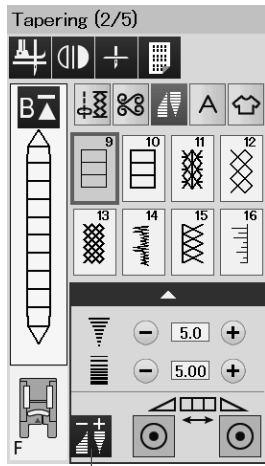 Tapering (2/5)
B A
9 10 11 12
13 14 15 16
− 5.0 +
− 5.00 +
F − +